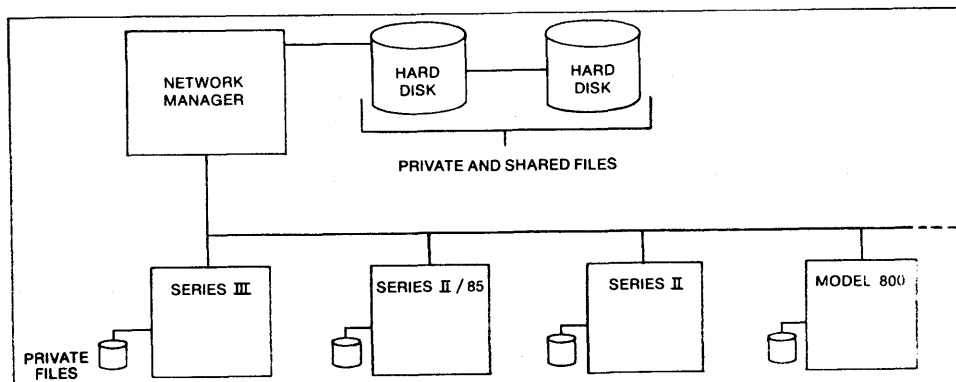 NETWORK
MANAGER
HARD
DISK
HARD
DISK
PRIVATE AND SHARED FILES
SERIES III
SERIES II / 85
SERIES II
MODEL 800
PRIVATE
FILES